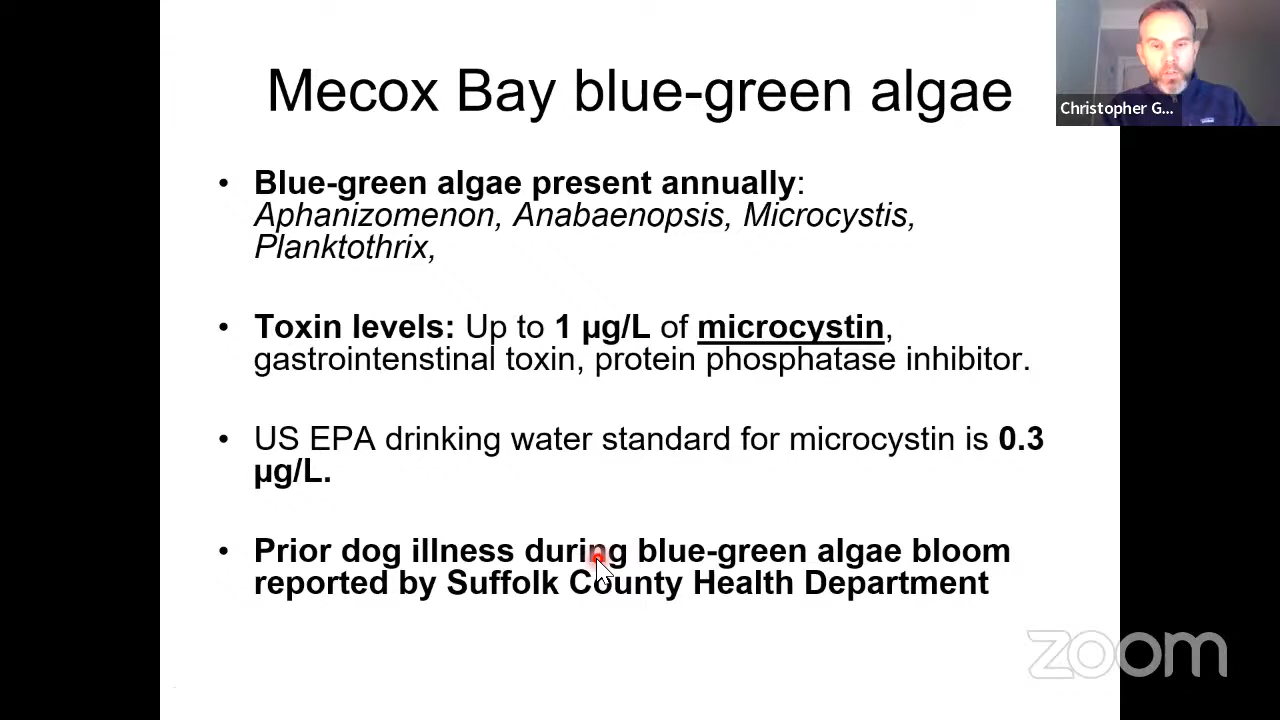 Mecox Bay blue-green algae
Christopher G...
• Blue-green algae present annually:
Aphanizomenon, Anabaenopsis, Microcystis,
Planktothrix,
• Toxin levels: Up to 1 µg/L of microcystin,
gastrointenstinal toxin, protein phosphatase inhibitor.
• US EPA drinking water standard for microcystin is 0.3
µg/L.
• Prior dog illness during blue-green algae bloom
reported by Suffolk County Health Department
zoom